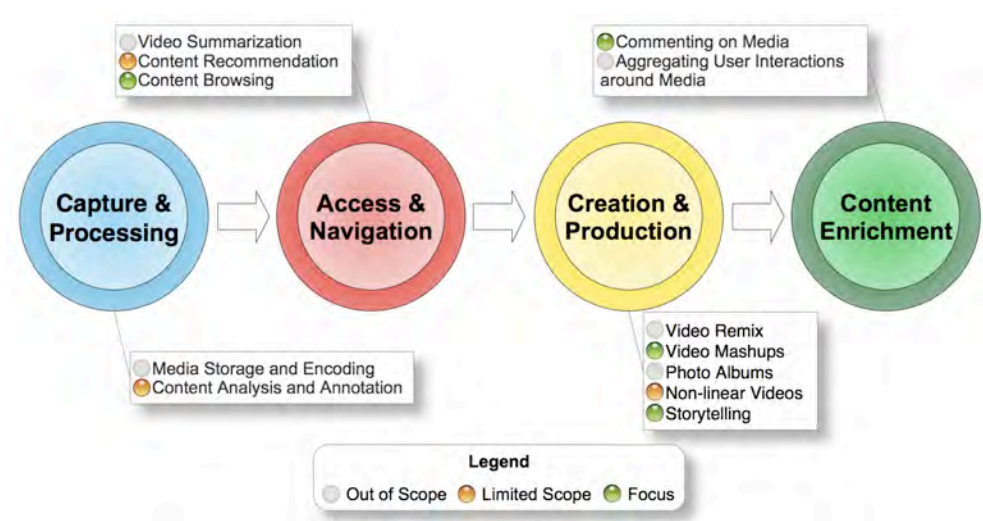 Video Summarization
Content Recommendation
Content Browsing
Commenting on Media
Aggregating User Interactions
around Media
Capture &
Processing
Access &
Navigation
Creation &
Production
Content
Enrichment
Media Storage and Encoding
Content Analysis and Annotation
Video Remix
Video Mashups
Photo Albums
Non-linear Videos
Storytelling
Legend
Out of Scope Limited Scope Focus